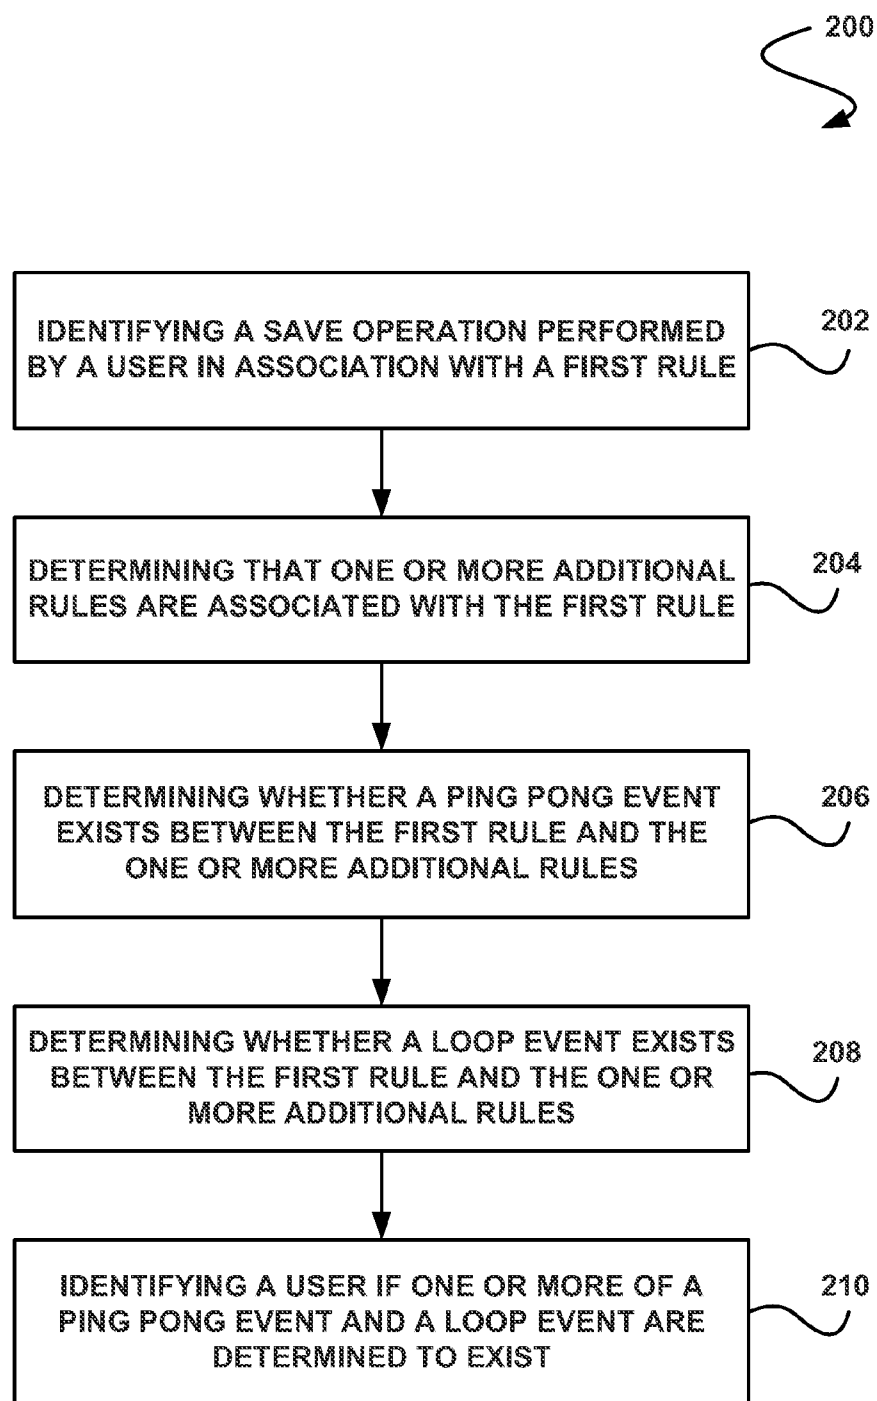 200
IDENTIFYING A SAVE OPERATION PERFORMED
BY A USER IN ASSOCIATION WITH A FIRST RULE
202
DETERMINING THAT ONE OR MORE ADDITIONAL
RULES ARE ASSOCIATED WITH THE FIRST RULE
204
DETERMINING WHETHER A PING PONG EVENT
EXISTS BETWEEN THE FIRST RULE AND THE
ONE OR MORE ADDITIONAL RULES
206
DETERMINING WHETHER A LOOP EVENT EXISTS
BETWEEN THE FIRST RULE AND THE ONE OR
MORE ADDITIONAL RULES
208
IDENTIFYING A USER IF ONE OR MORE OF A
PING PONG EVENT AND A LOOP EVENT ARE
DETERMINED TO EXIST
210